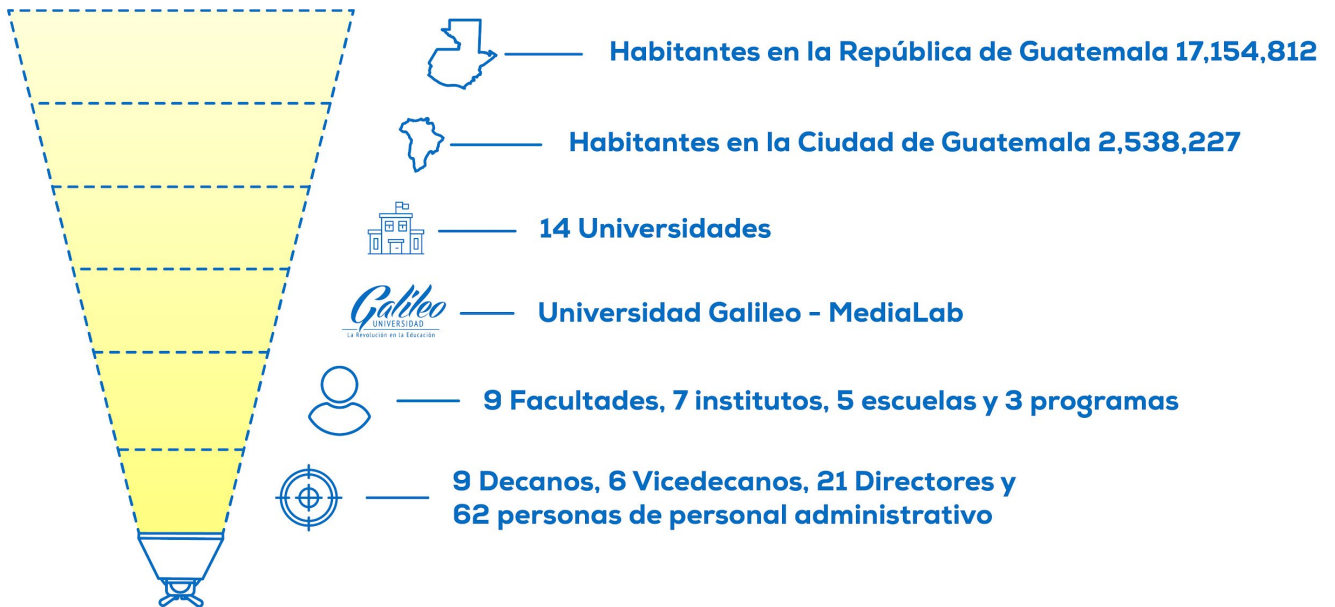 Habitantes en la República de Guatemala 17,154,812
Habitantes en la Ciudad de Guatemala 2,538,227
14 Universidades
Galileo
UNIVERSIDAD
La Revolución en la Educación
Universidad Galileo - MediaLab
9 Facultades, 7 institutos, 5 escuelas y 3 programas
9 Decanos, 6 Vicedecanos, 21 Directores y
62 personas de personal administrativo